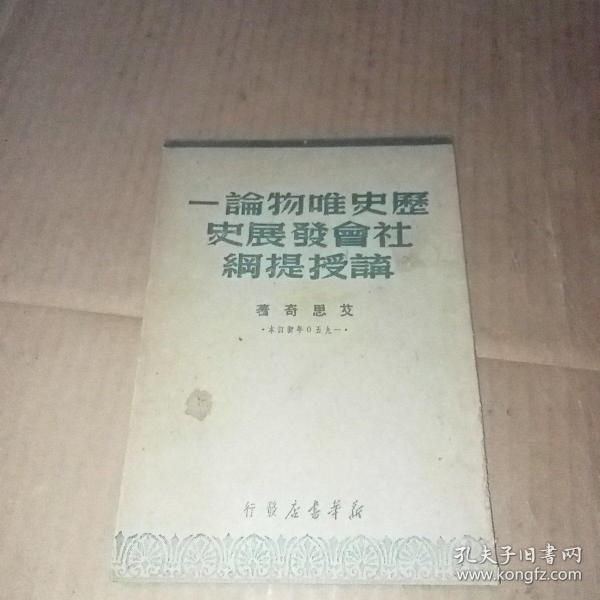 歷史唯物論一
社會發展史
講授提綱
艾思奇著
·一九五〇年新訂本·
新華書店發行
孔夫子旧书网
www.kongfz.com